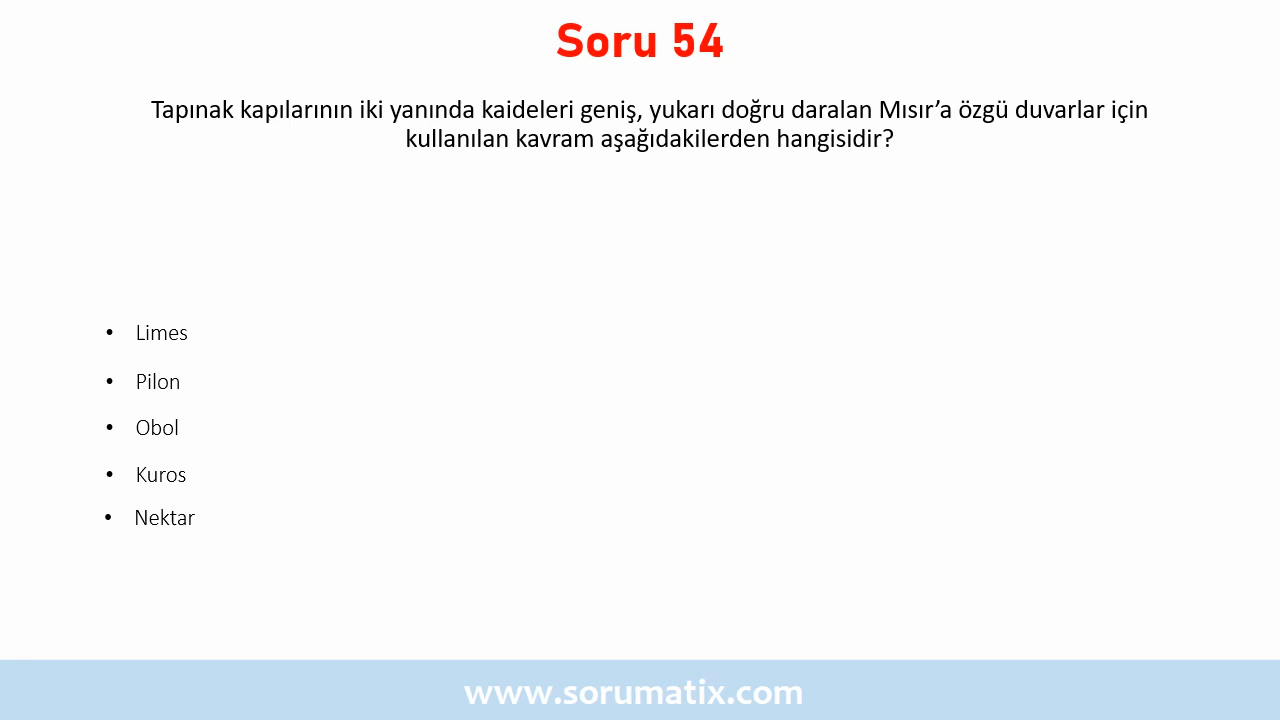 Soru 54
Tapınak kapılarının iki yanında kaideleri geniş, yukarı doğru daralan Mısır’a özgü duvarlar için
kullanılan kavram aşağıdakilerden hangisidir?
• Limes
• Pilon
• Obol
• Kuros
• Nektar
www.sorumatix.com